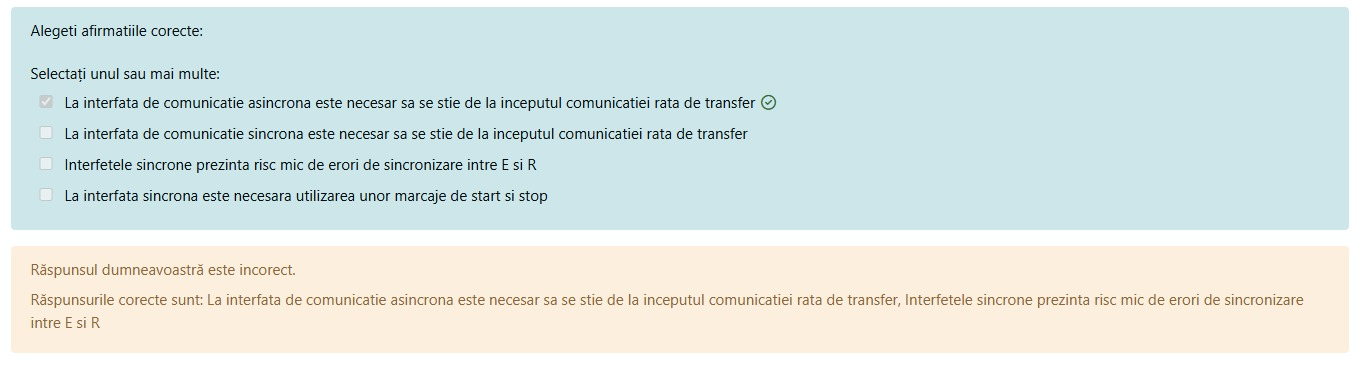 Alegeti afirmatiile corecte:
Selectați unul sau mai multe:
La interfata de comunicatie asincrona este necesar sa se stie de la inceputul comunicatiei rata de transfer
La interfata de comunicatie sincrona este necesar sa se stie de la inceputul comunicatiei rata de transfer
Interfetele sincrone prezinta risc mic de erori de sincronizare intre E si R
La interfata sincrona este necesara utilizarea unor marcaje de start si stop
Răspunsul dumneavoastră este incorect.
Răspunsurile corecte sunt: La interfata de comunicatie asincrona este necesar sa se stie de la inceputul comunicatiei rata de transfer, Interfetele sincrone prezinta risc mic de erori de sincronizare
intre E si R